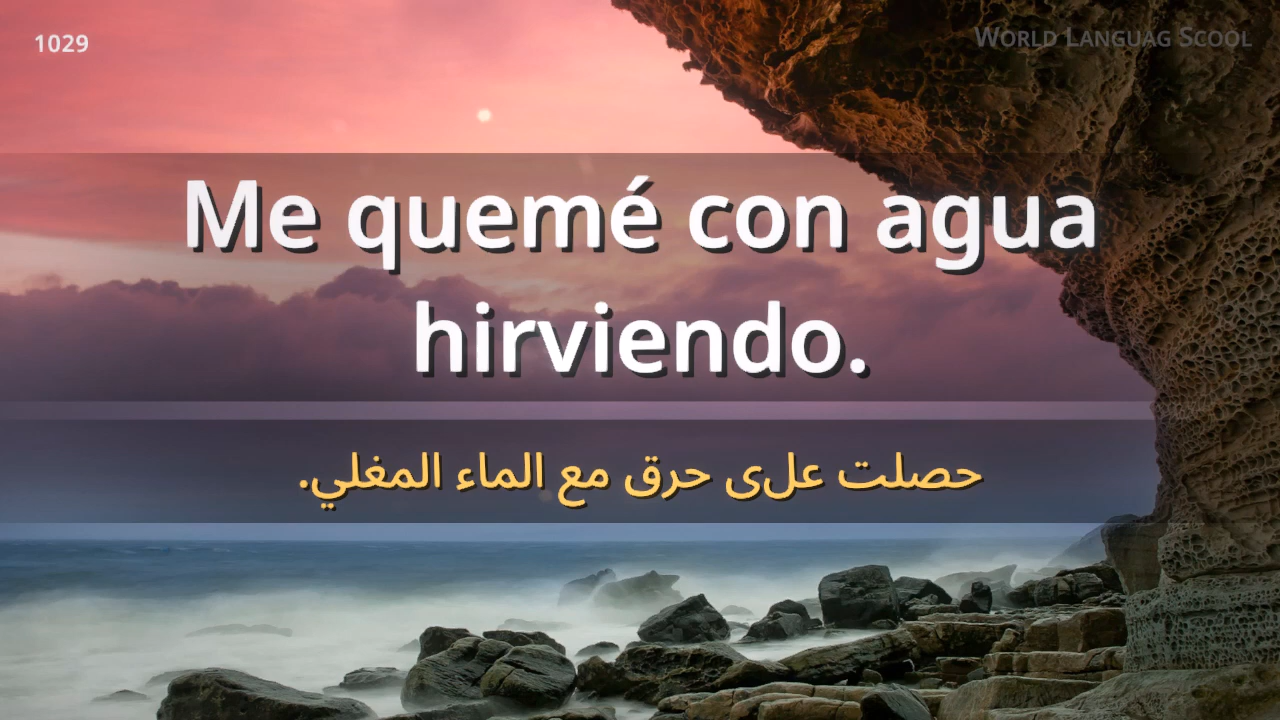 1029
WORLD LANGUAG SCOOL
Me quemé con agua
hirviendo.
حصلت على حرق مع الماء المغلي.